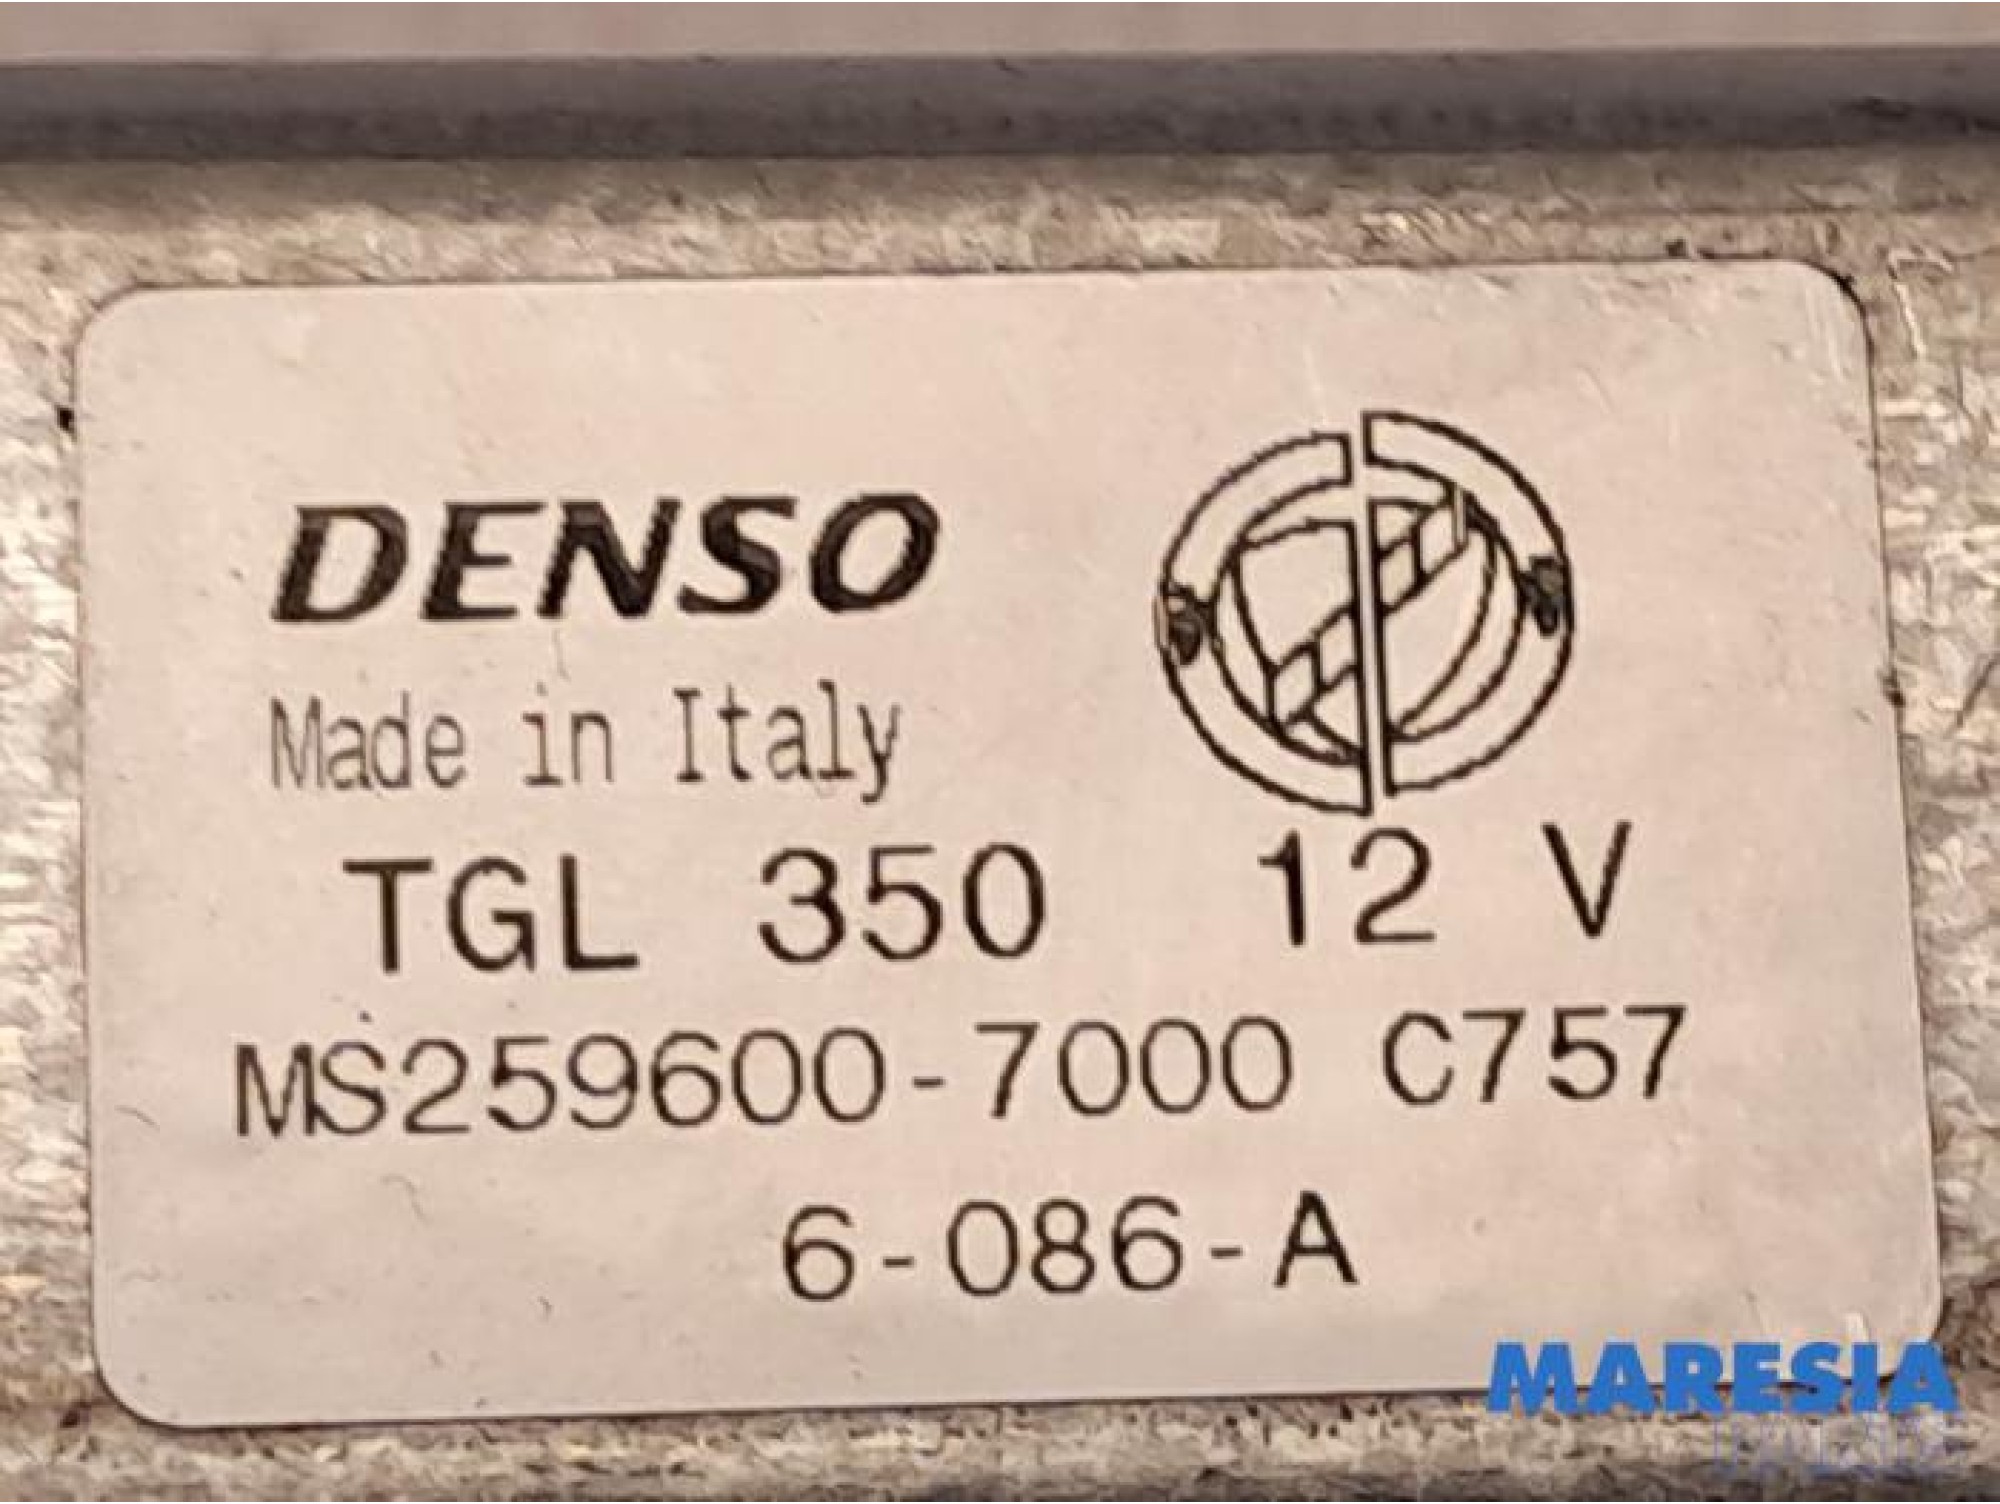 DENSO
Made in Italy
TGL 350 12 V
MS259600-7000 C757
6-086-A
MARESIA